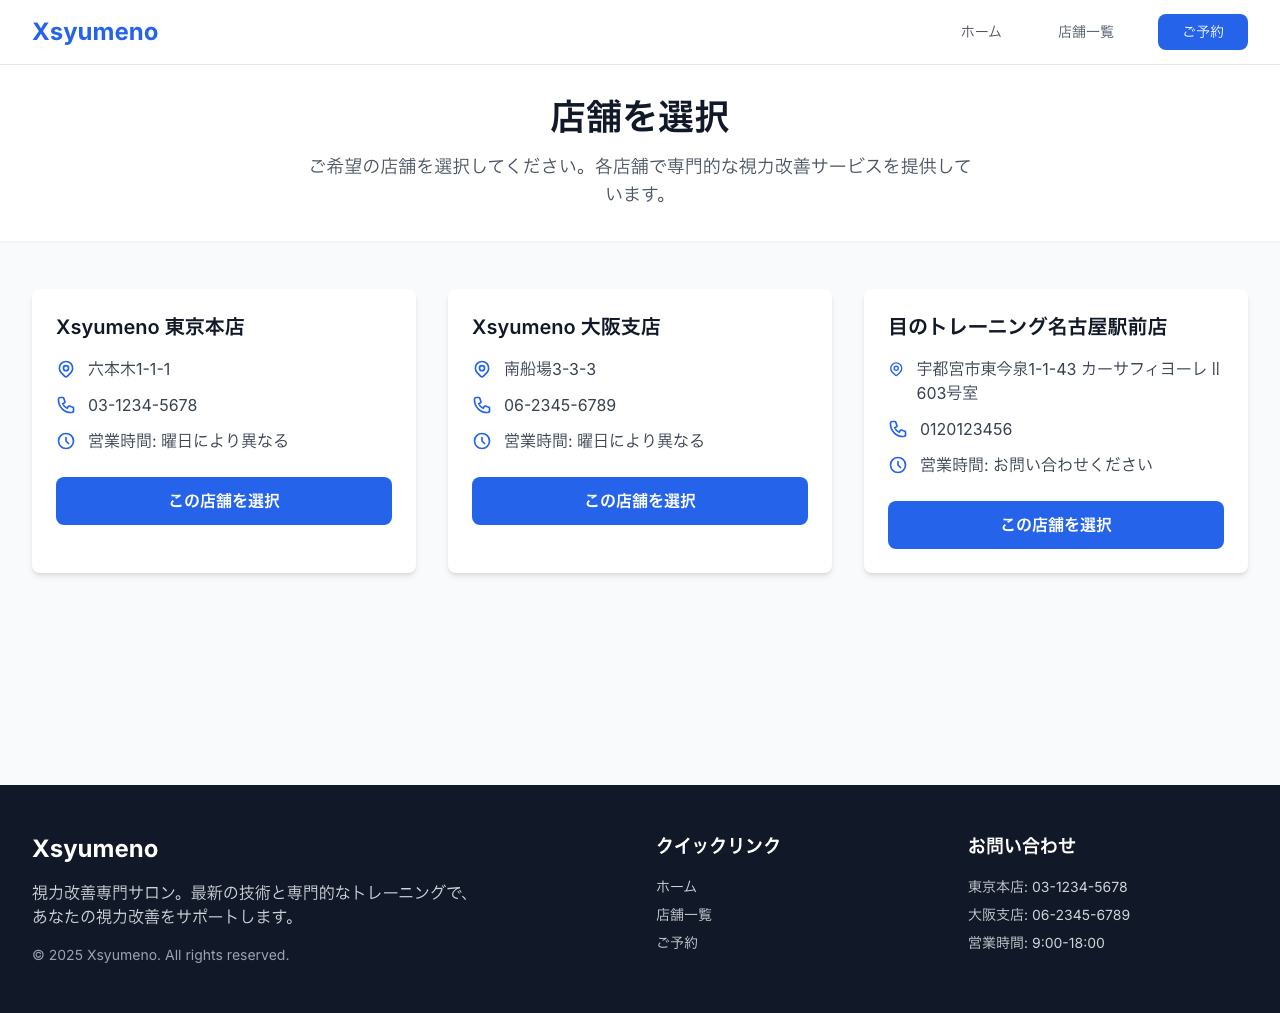 Xsyumeno
ホーム
店舗一覧
ご予約
店舗を選択
ご希望の店舗を選択してください。各店舗で専門的な視力改善サービスを提供して
います。
Xsyumeno 東京本店
六本木1-1-1
03-1234-5678
営業時間: 曜日により異なる
この店舗を選択
Xsyumeno 大阪支店
南船場3-3-3
06-2345-6789
営業時間: 曜日により異なる
この店舗を選択
目のトレーニング名古屋駅前店
宇都宮市東今泉1-1-43 カーサフィヨーレⅡ
603号室
0120123456
営業時間: お問い合わせください
この店舗を選択
Xsyumeno
視力改善専門サロン。最新の技術と専門的なトレーニングで、
あなたの視力改善をサポートします。
© 2025 Xsyumeno. All rights reserved.
クイックリンク
ホーム
店舗一覧
ご予約
お問い合わせ
東京本店: 03-1234-5678
大阪支店: 06-2345-6789
営業時間: 9:00-18:00